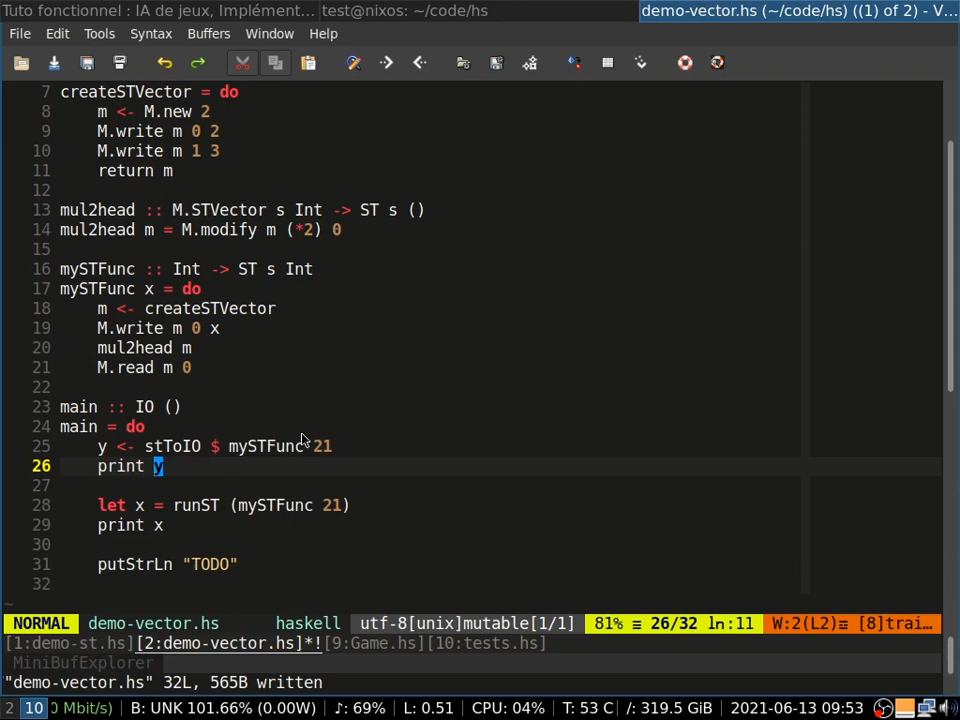 Tuto fonctionnel : IA de jeux, Implément... test@nixos: ~/code/hs demo-vector.hs (~/code/hs) ((1) of 2) - V...
File Edit Tools Syntax Buffers Window Help
7 createSTVector = do
8 m <- M.new 2
9 M.write m 0 2
10 M.write m 1 3
11 return m
12
13 mul2head :: M.STVector s Int -> ST s ()
14 mul2head m = M.modify m (*2) 0
15
16 mySTFunc :: Int -> ST s Int
17 mySTFunc x = do
18 m <- createSTVector
19 M.write m 0 x
20 mul2head m
21 M.read m 0
22
23 main :: IO ()
24 main = do
25 y <- stToIO $ mySTFunc 21
26 print y
27
28 let x = runST (mySTFunc 21)
29 print x
30
31 putStrLn "TODO"
32
~
NORMAL demo-vector.hs haskell utf-8[unix]mutable[1/1] 81% ≡ 26/32 ln:11 W:2(L2)≡ [8]trai...
[1:demo-st.hs][2:demo-vector.hs]*![9:Game.hs][10:tests.hs]
MiniBufExplorer
"demo-vector.hs" 32L, 565B written
2 10 0 Mbit/s) B: UNK 101.66% (0.00W) ♪: 69% L: 0.51 CPU: 04% T: 53 C /: 319.5 GiB 2021-06-13 09:53